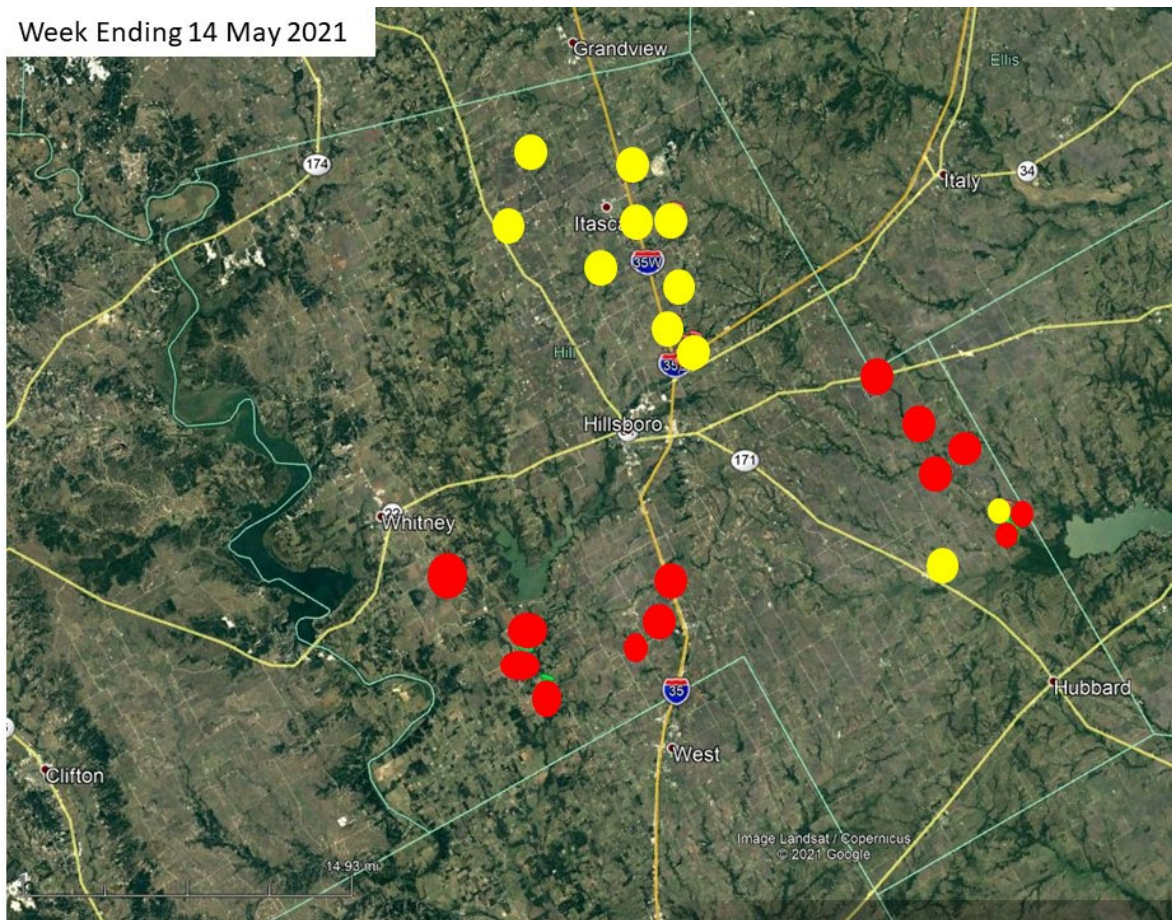 Week Ending 14 May 2021
Grandview
Ellis
174
34
Italy
Itasca
35W
Hill
35
Hillsboro
171
Whitney
Hubbard
35
West
Clifton
Image Landsat / Copernicus
© 2021 Google
14.93 mi